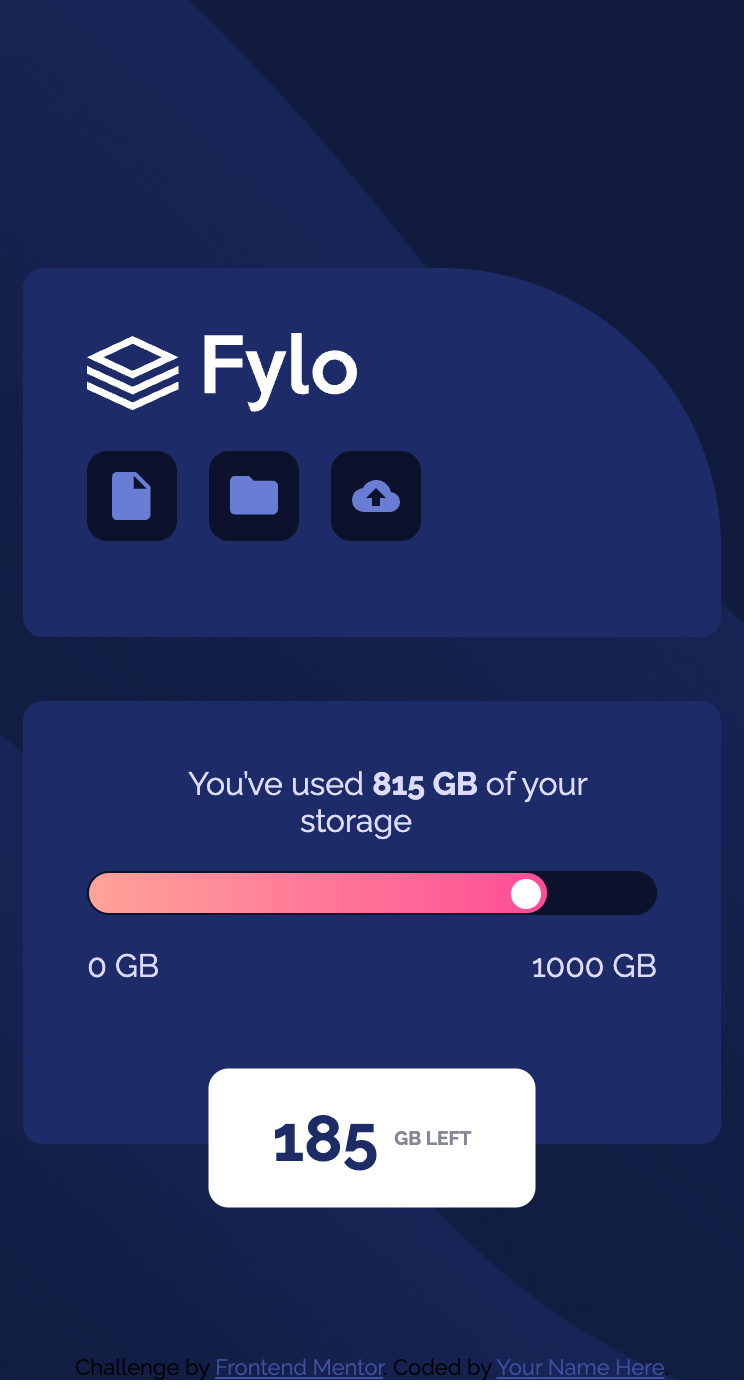 Fylo
You’ve used 815 GB of your
storage
0 GB
1000 GB
185 GB LEFT
Challenge by Frontend Mentor. Coded by Your Name Here.